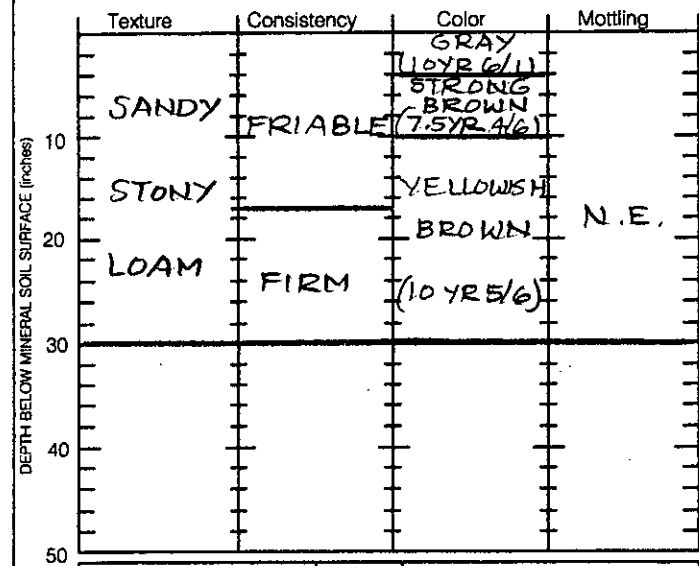 Texture Consistency Color Mottling
GRAY
(10YR 6/1)
STRONG
BROWN
(7.5YR 4/6)
SANDY
FRIABLE
10
STONY
YELLOWISH
N.E.
BROWN
20
LOAM
FIRM
(10 YR 5/6)
30
40
50
DEPTH BELOW MINERAL SOIL SURFACE (inches)